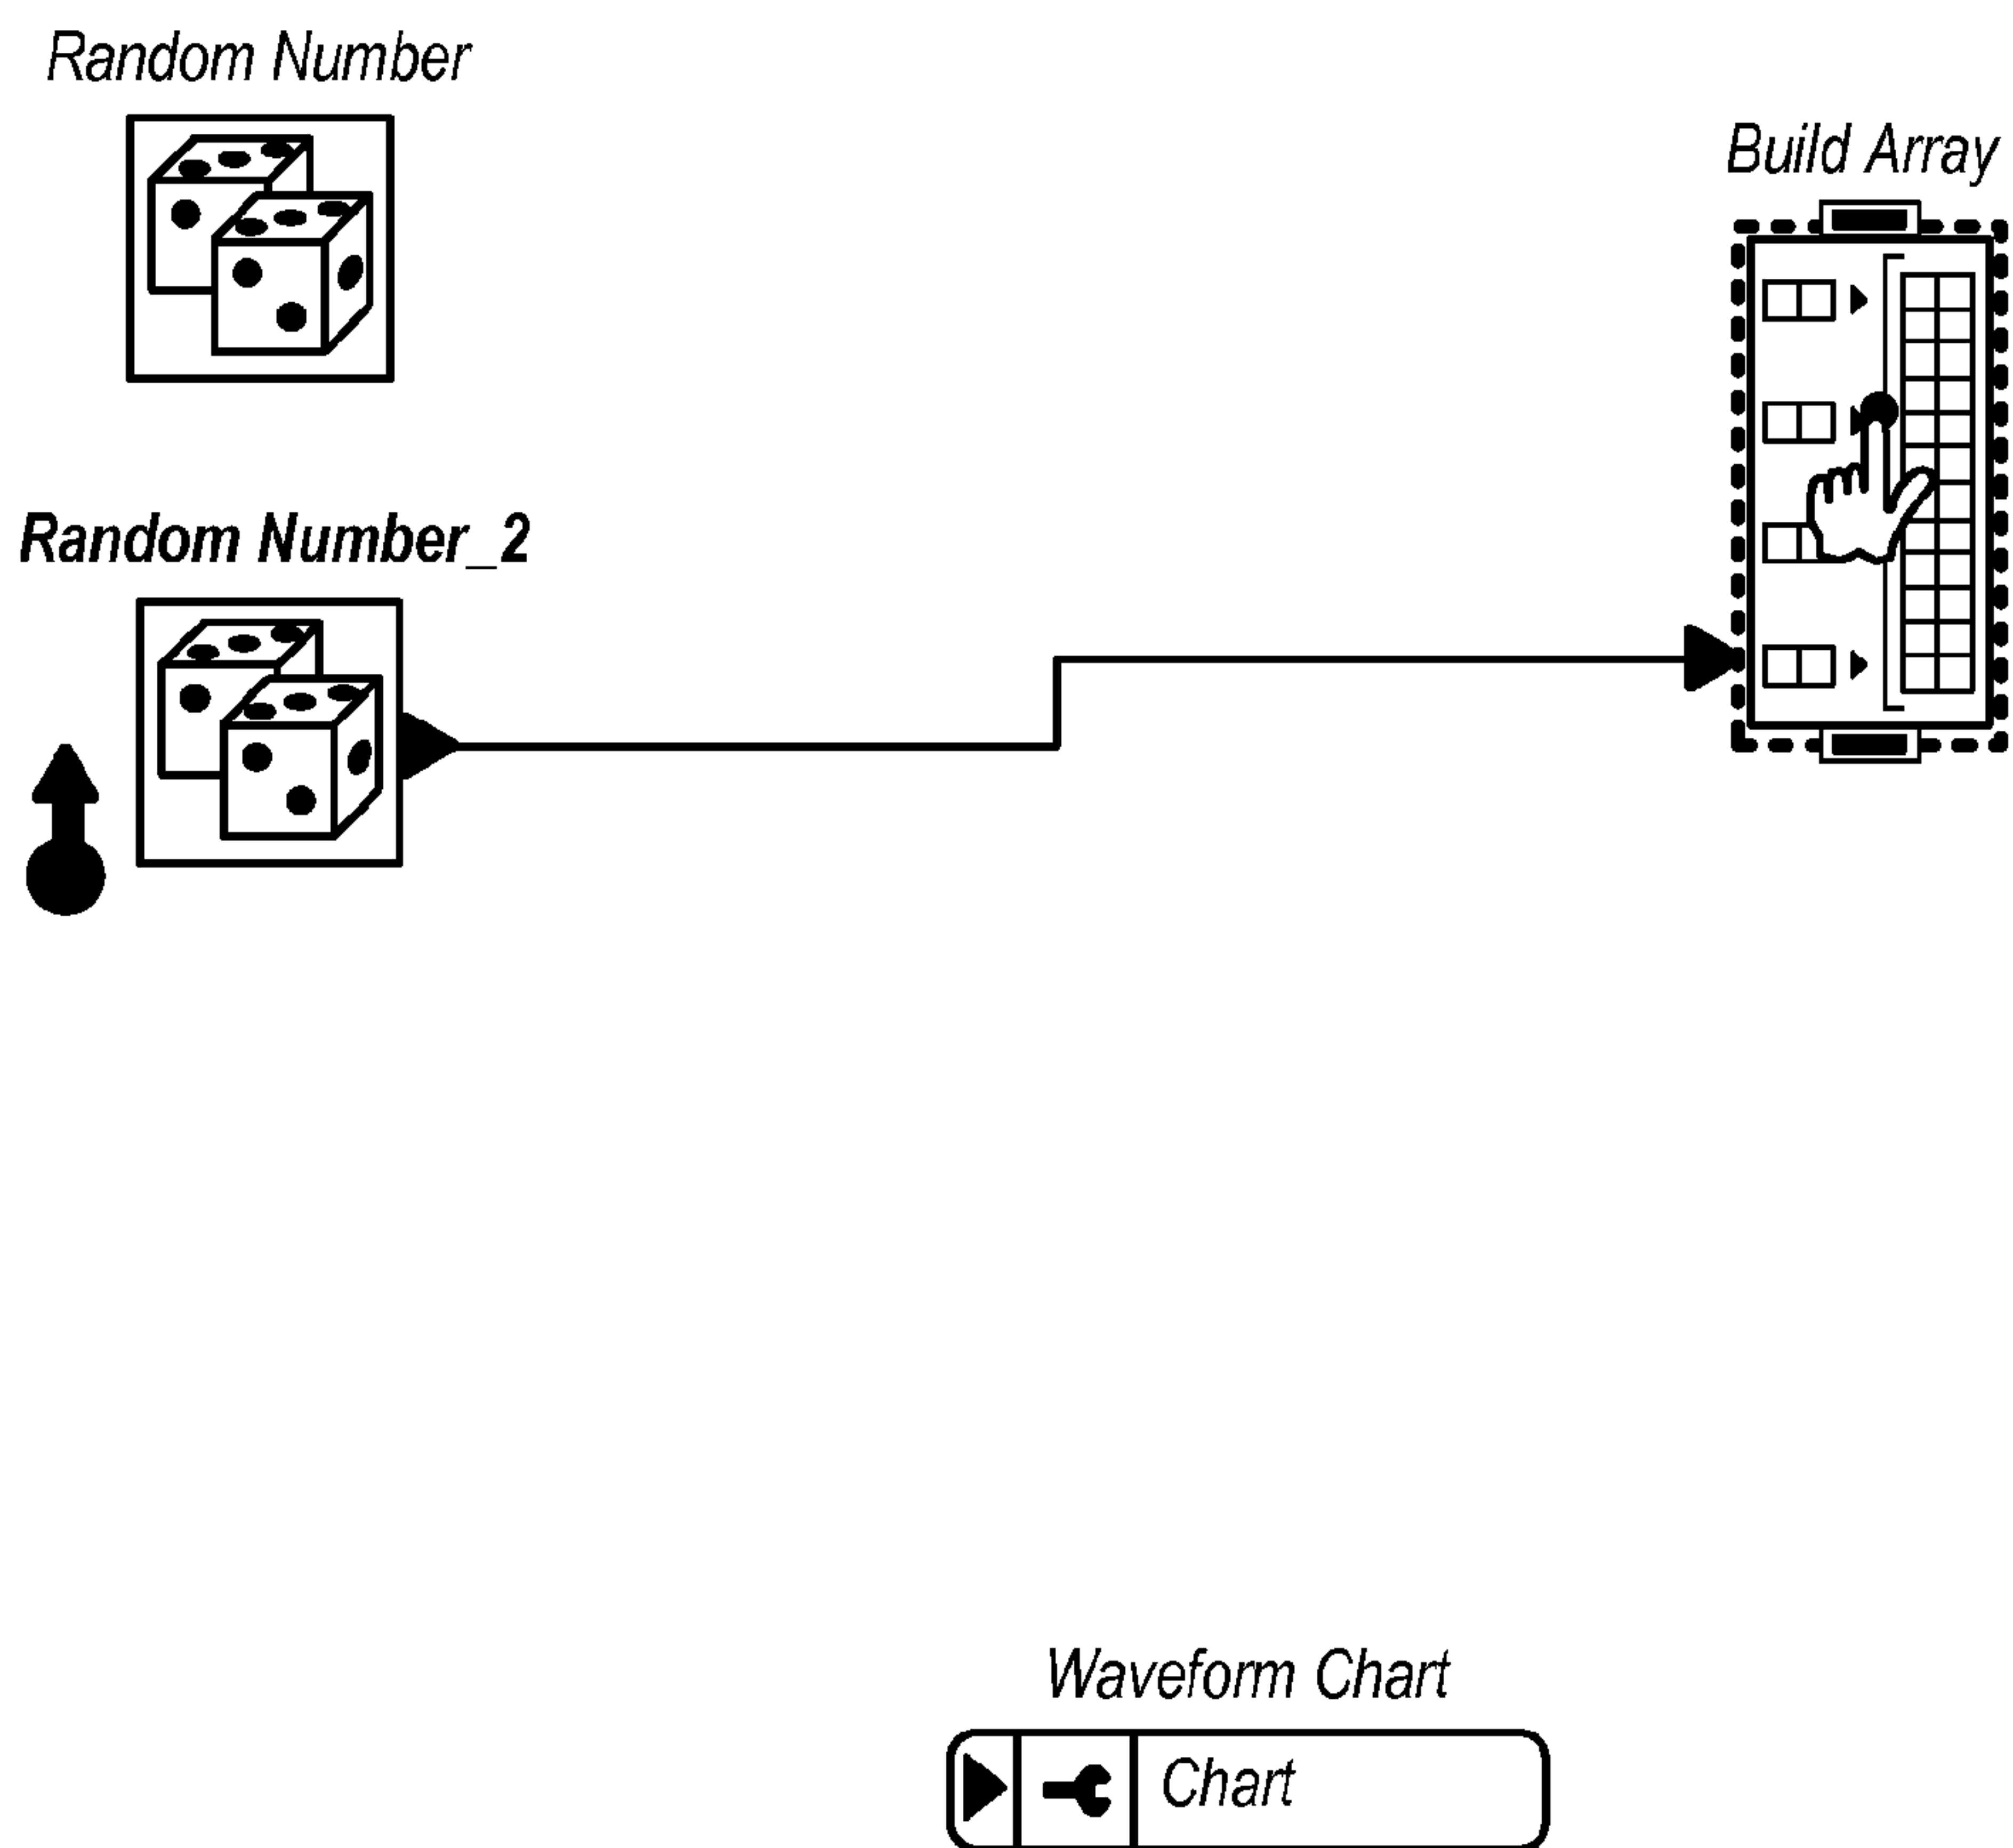 Random Number
Build Array
Random Number_2
Waveform Chart
Chart